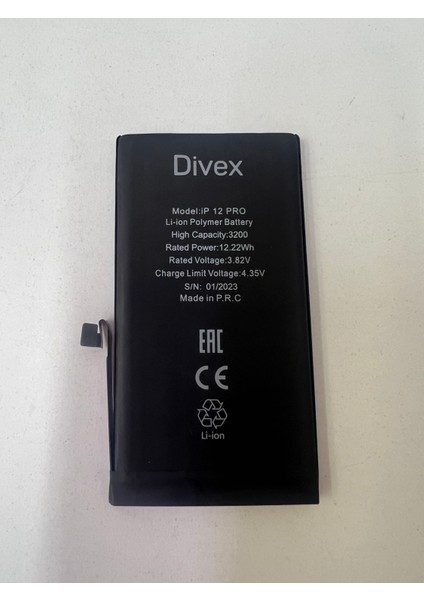 Divex
Model:iP 12 PRO
Li-ion Polymer Battery
High Capacity:3200
Rated Power:12.22Wh
Rated Voltage:3.82V
Charge Limit Voltage:4.35V
S/N: 01/2023
Made in P.R.C
EAC
CE
Li-ion